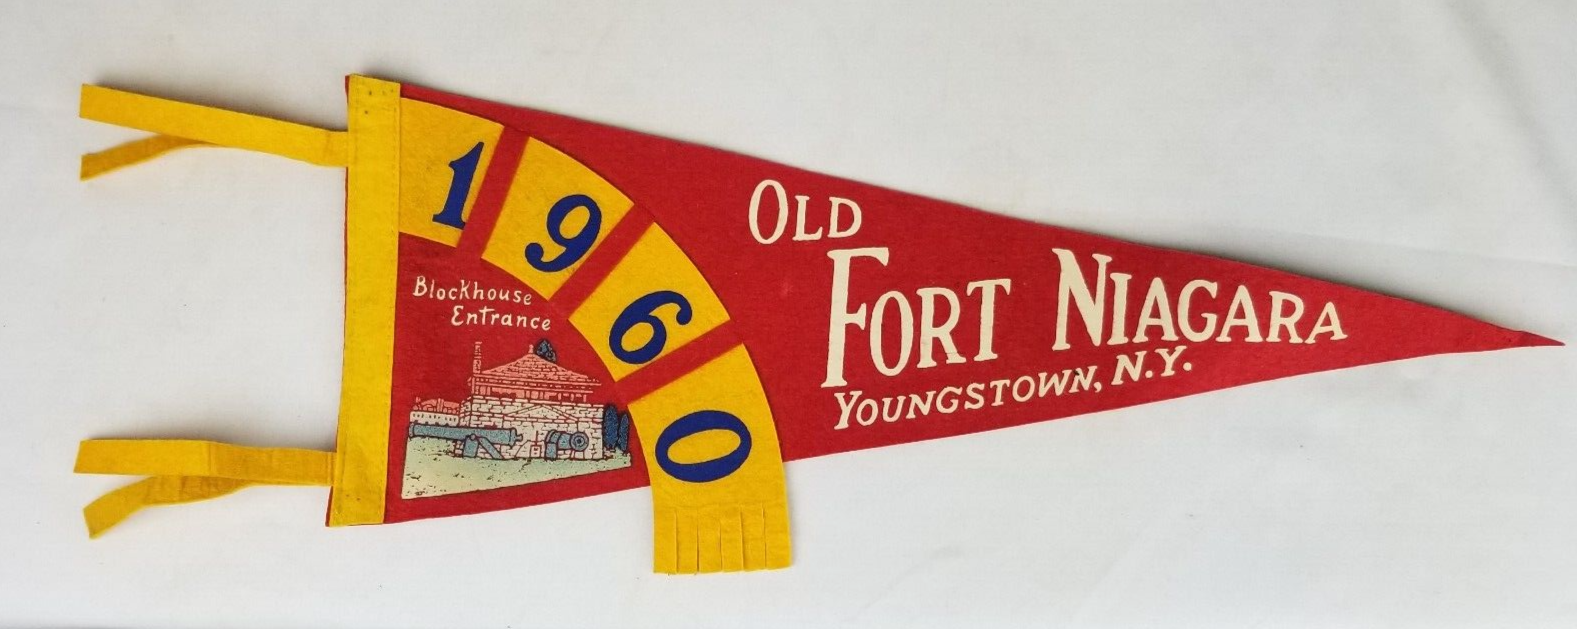 1960
Blockhouse
Entrance
OLD
FORT NIAGARA
YOUNGSTOWN, N.Y.